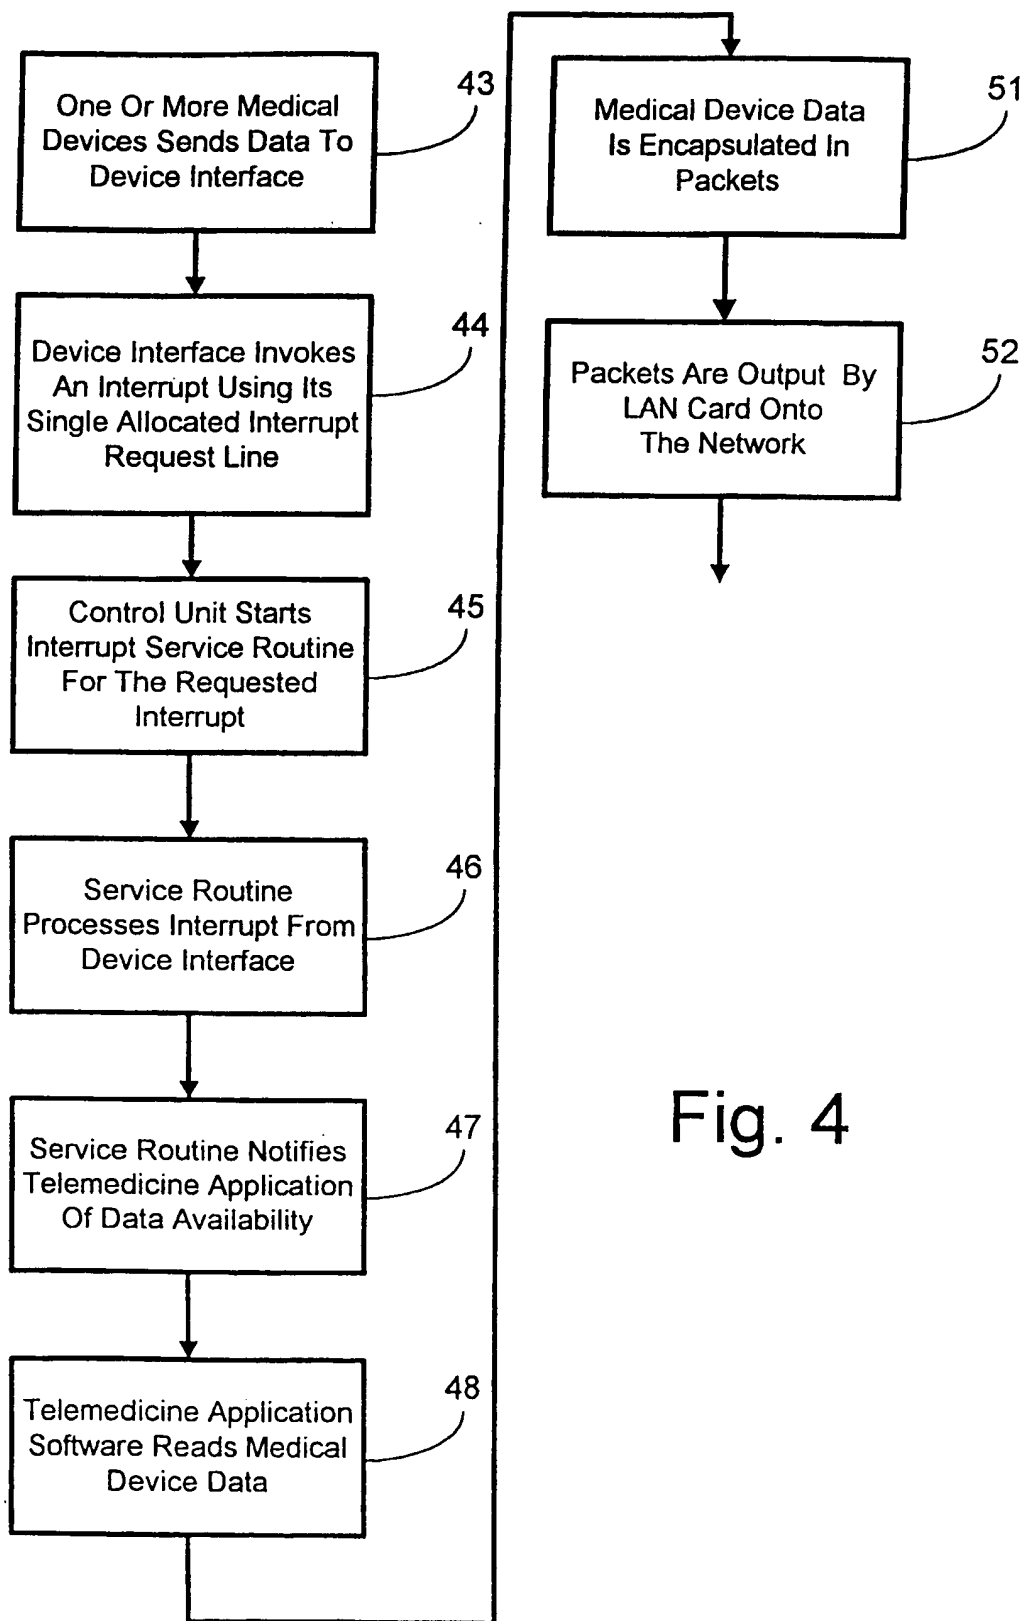 One Or More Medical
Devices Sends Data To
Device Interface
43
Device Interface Invokes
An Interrupt Using Its
Single Allocated Interrupt
Request Line
44
Control Unit Starts
Interrupt Service Routine
For The Requested
Interrupt
45
Service Routine
Processes Interrupt From
Device Interface
46
Service Routine Notifies
Telemedicine Application
Of Data Availability
47
Telemedicine Application
Software Reads Medical
Device Data
48
Medical Device Data
Is Encapsulated In
Packets
51
Packets Are Output By
LAN Card Onto
The Network
52
Fig. 4